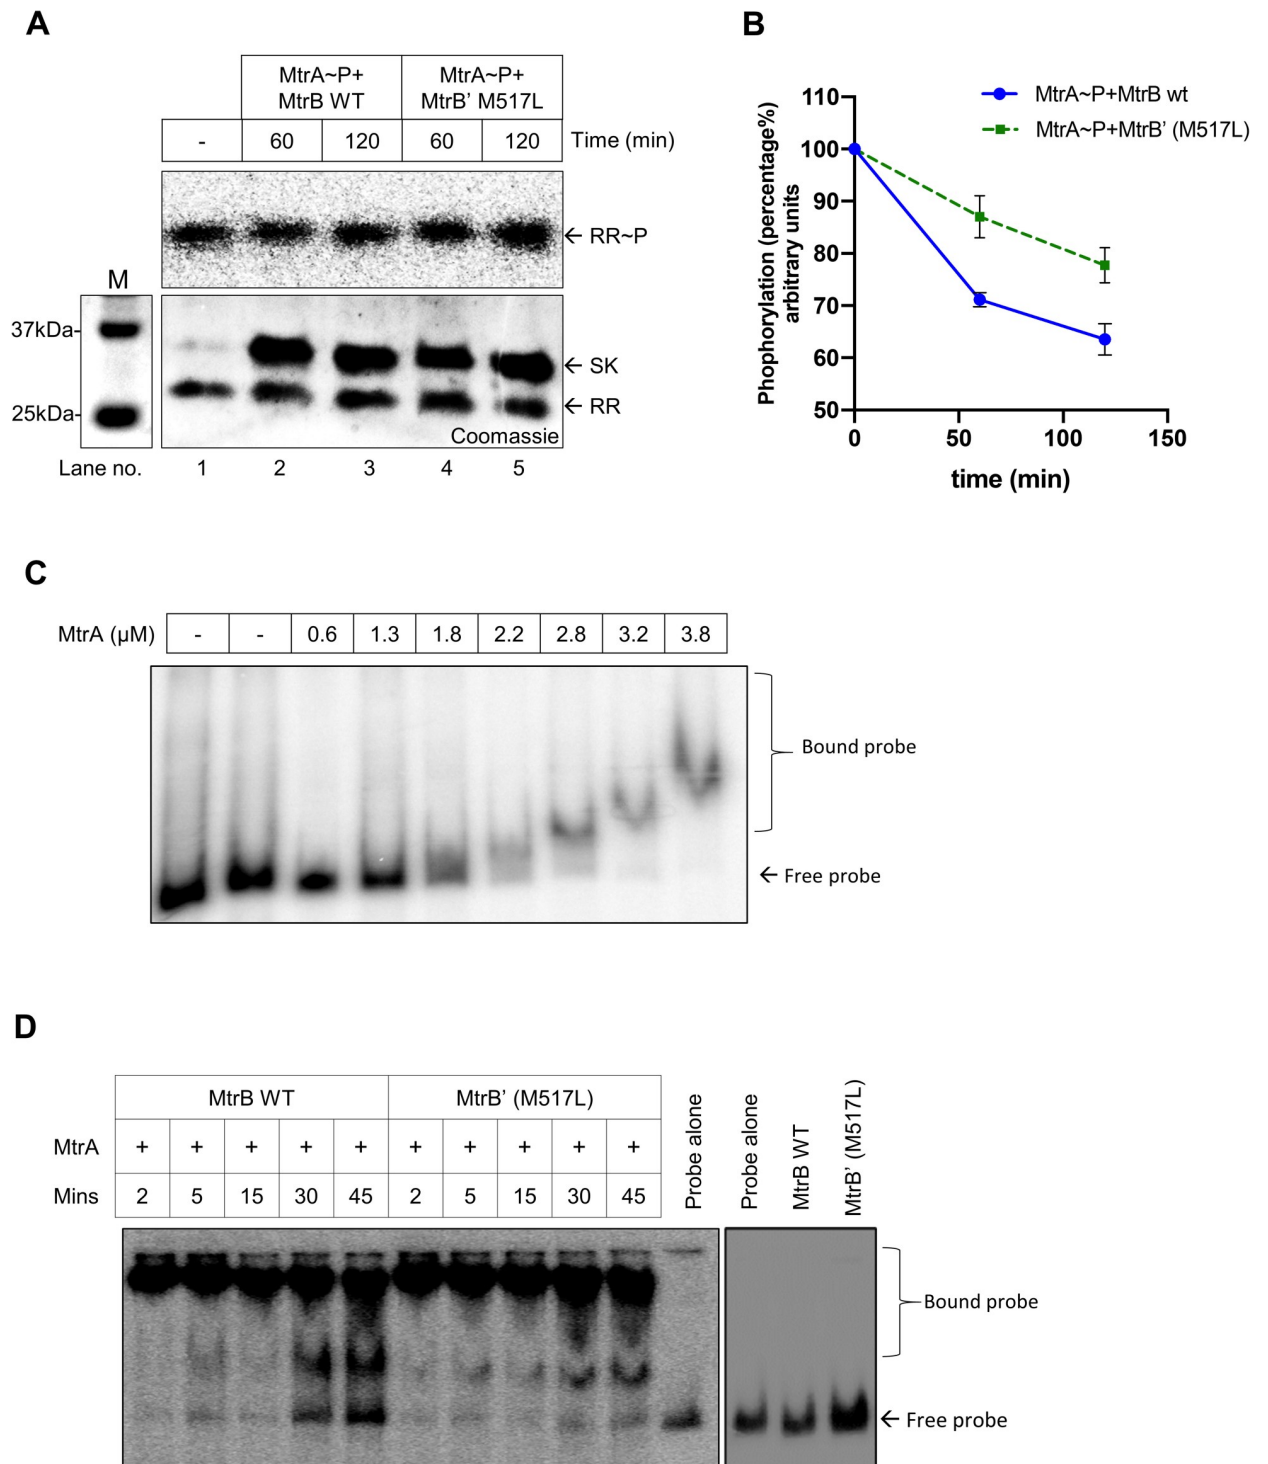 A
MtrA~P+
MtrB WT
MtrA~P+
MtrB’ M517L
- 60 120 60 120 Time (min)
← RR~P
M
37kDa-
← SK
25kDa-
← RR
Coomassie
Lane no. 1 2 3 4 5
B
MtrA~P+MtrB wt
MtrA~P+MtrB’ (M517L)
Phophorylation (percentage%)
arbitrary units
110
100
90
80
70
60
50
0 50 100 150
time (min)
C
MtrA (µM) - - 0.6 1.3 1.8 2.2 2.8 3.2 3.8
Bound probe
← Free probe
D
MtrB WT MtrB’ (M517L)
MtrA + + + + + + + + + +
Mins 2 5 15 30 45 2 5 15 30 45
Probe alone
Probe alone
MtrB WT
MtrB’ (M517L)
Bound probe
← Free probe